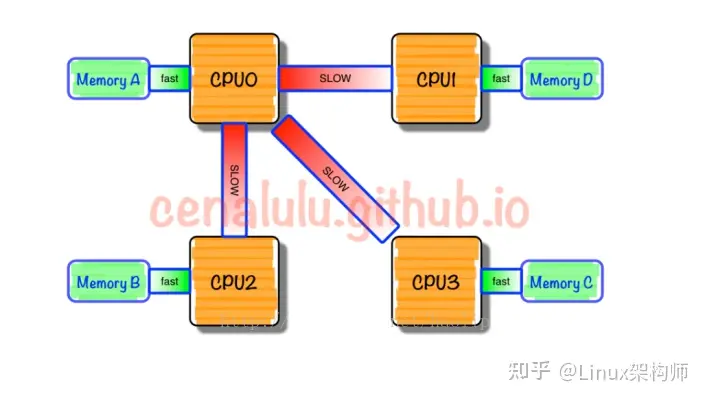 Memory A
fast
CPU0
SLOW
CPU1
fast
Memory D
SLOW
SLOW
cenalulu.github.io
Memory B
fast
CPU2
CPU3
fast
Memory C
知乎 @Linux架构师